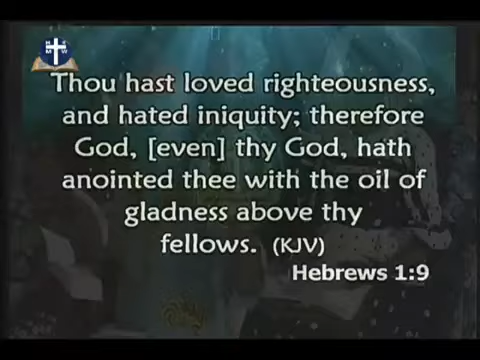 Thou hast loved righteousness,
and hated iniquity; therefore
God, [even] thy God, hath
anointed thee with the oil of
gladness above thy
fellows. (KJV)
Hebrews 1:9